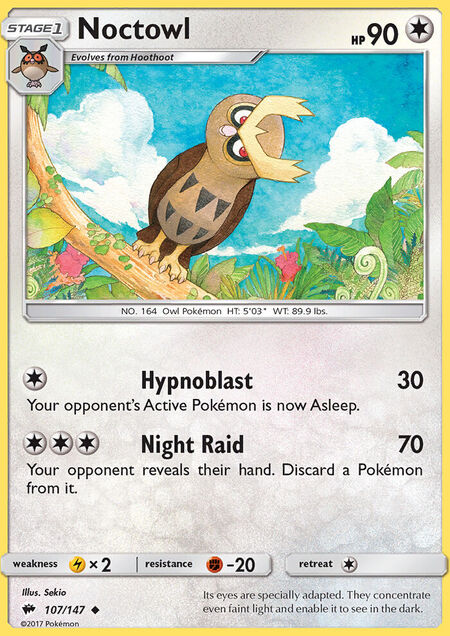 STAGE1
Noctowl
HP 90
Evolves from Hoothoot
NO. 164 Owl Pokémon HT: 5'03" WT: 89.9 lbs.
Hypnoblast 30
Your opponent's Active Pokémon is now Asleep.
Night Raid 70
Your opponent reveals their hand. Discard a Pokémon
from it.
weakness ×2 resistance -20 retreat
Illus. Sekio
107/147
©2017 Pokémon
Its eyes are specially adapted. They concentrate
even faint light and enable it to see in the dark.